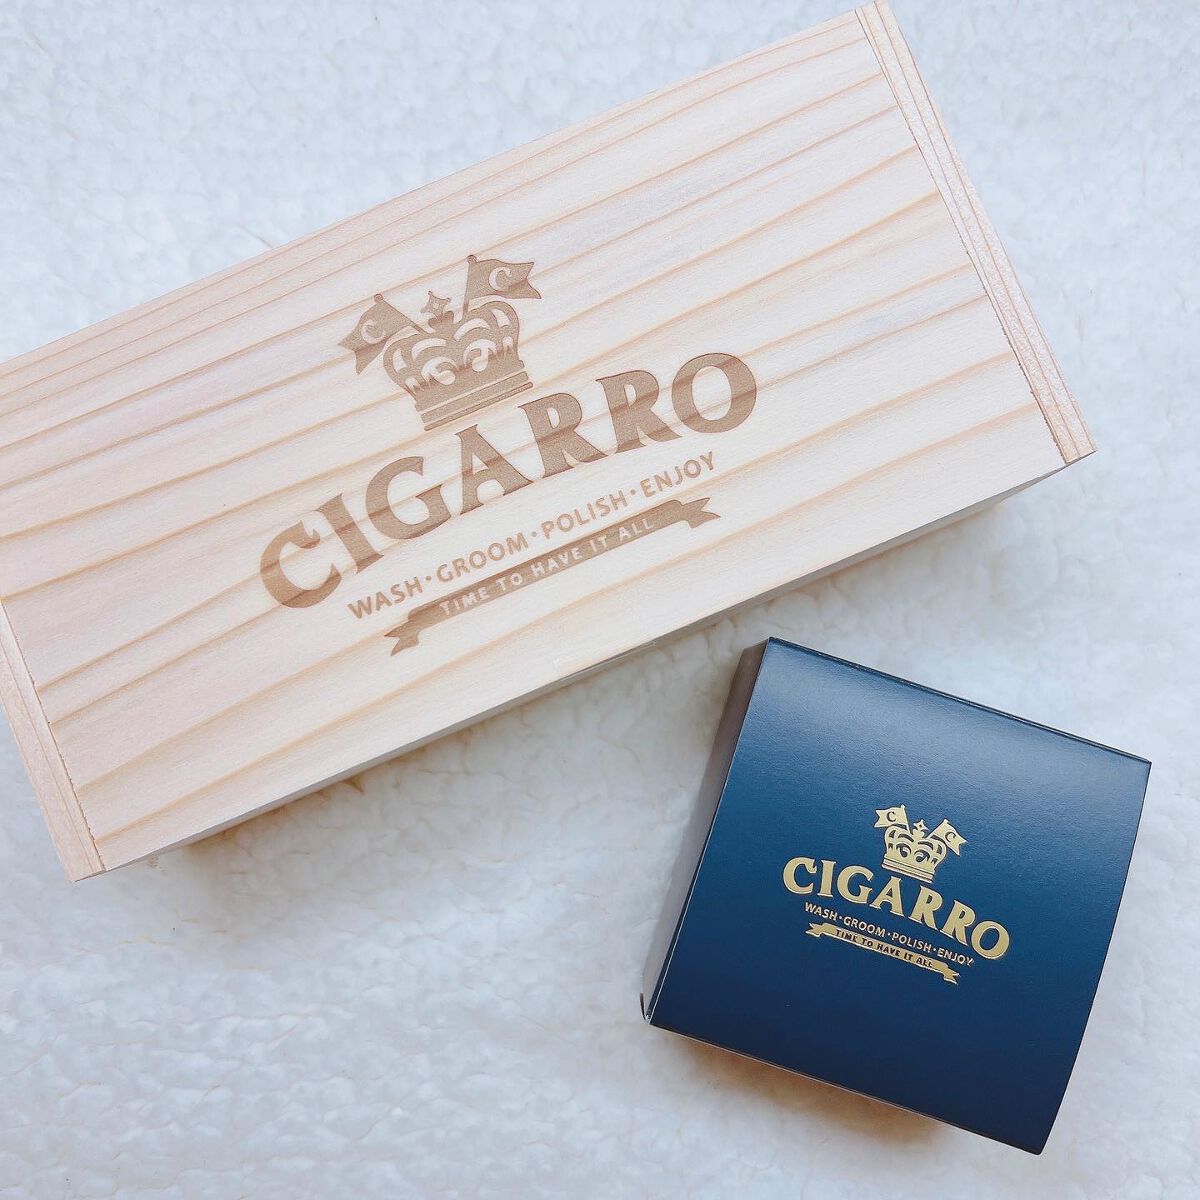 C C
CIGARRO
WASH·GROOM·POLISH·ENJOY
TIME TO HAVE IT ALL
C C
CIGARRO
WASH·GROOM·POLISH·ENJOY
TIME TO HAVE IT ALL